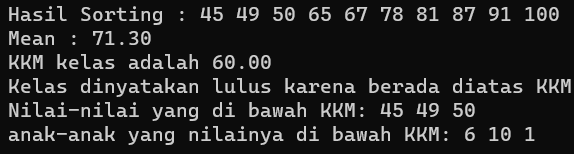 Hasil Sorting : 45 49 50 65 67 78 81 87 91 100
Mean : 71.30
KKM kelas adalah 60.00
Kelas dinyatakan lulus karena berada diatas KKM
Nilai-nilai yang di bawah KKM: 45 49 50
anak-anak yang nilainya di bawah KKM: 6 10 1